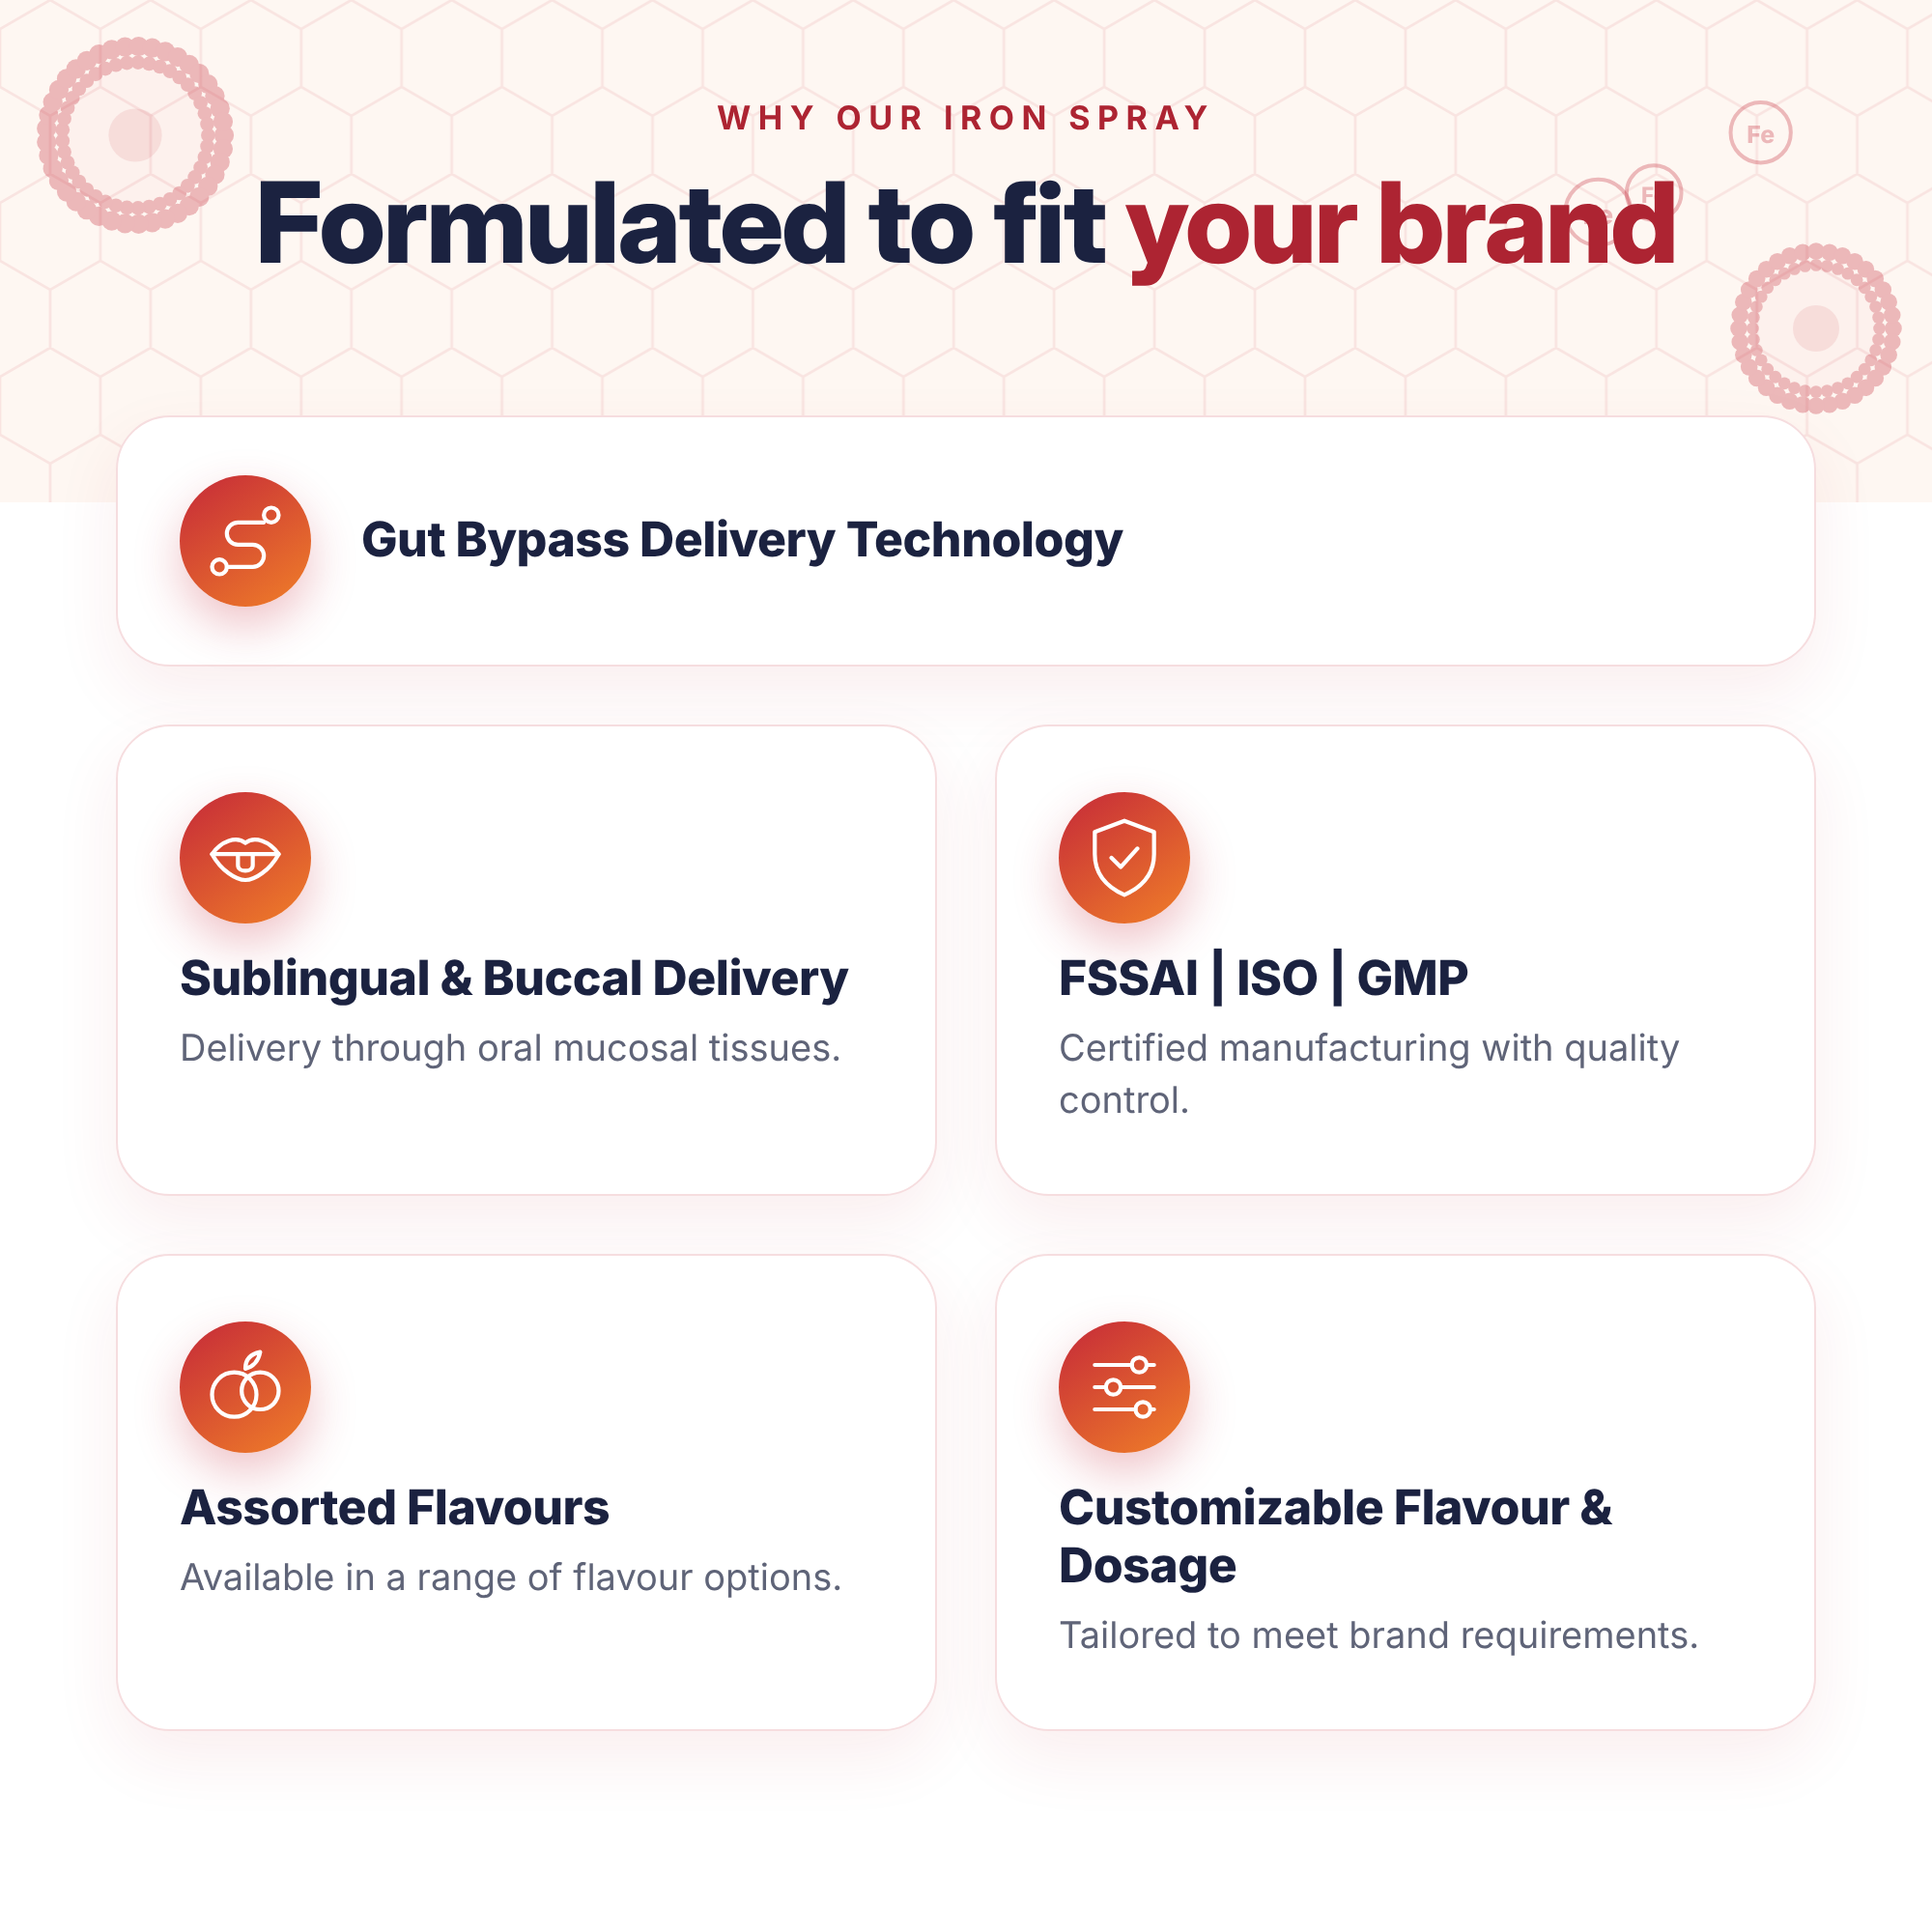 WHY OUR IRON SPRAY
Fe
Formulated to fit your brand
Gut Bypass Delivery Technology
Sublingual & Buccal Delivery
Delivery through oral mucosal tissues.
FSSAI | ISO | GMP
Certified manufacturing with quality
control.
Assorted Flavours
Available in a range of flavour options.
Customizable Flavour &
Dosage
Tailored to meet brand requirements.